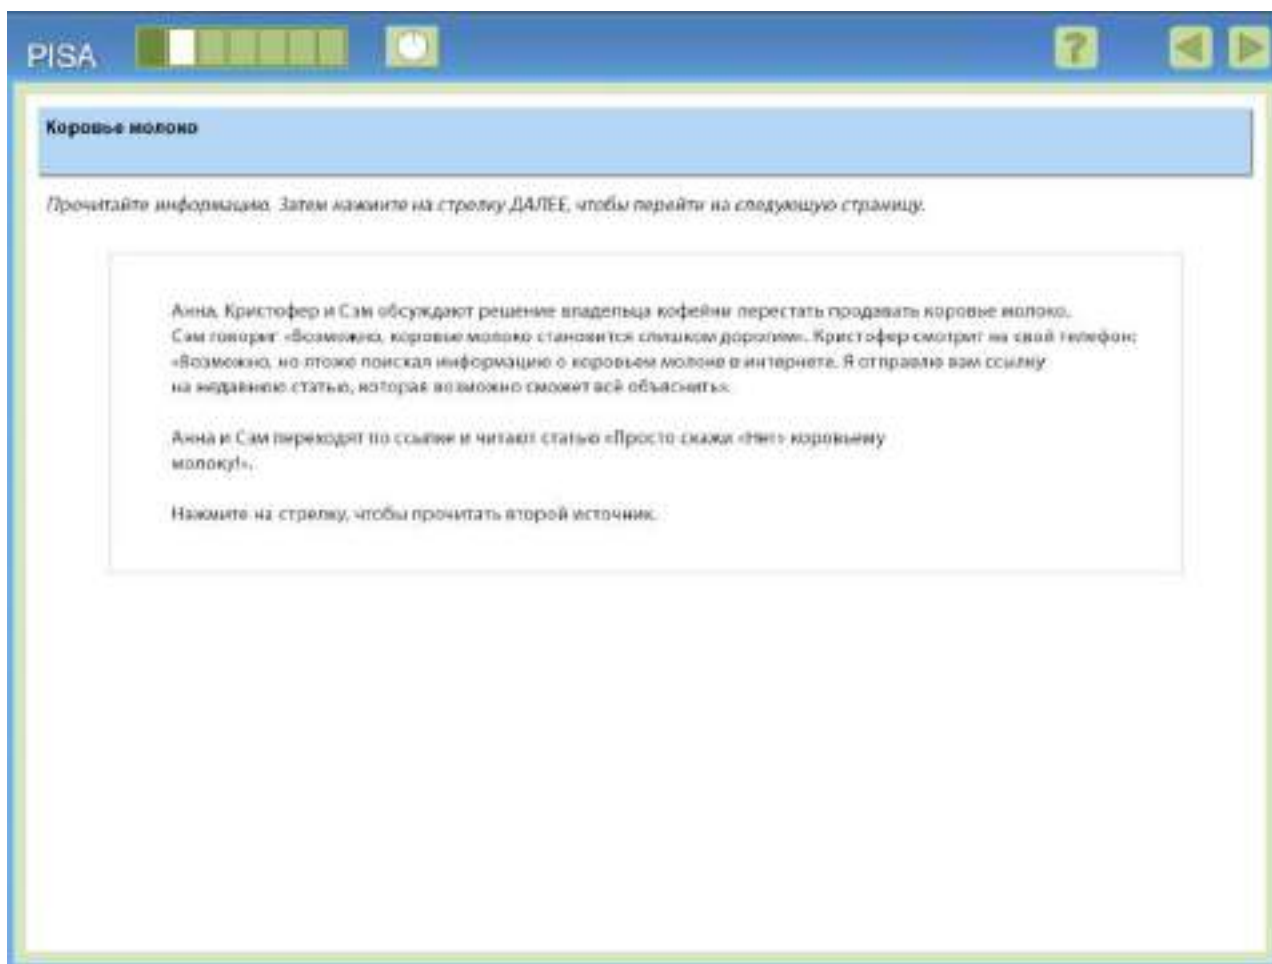 PISA
?
Коровье молоко
Прочитайте информацию. Затем нажмите на стрелку ДАЛЕЕ, чтобы перейти на следующую страницу.
Анна, Кристофер и Сэм обсуждают решение владельца кофейни перестать продавать коровье молоко.
Сэм говорит «Возможно, коровье молоко становится слишком дорогим». Кристофер смотрит на свой телефон:
«Возможно, но тоже поискал информацию о коровьем молоке в интернете. Я отправлю вам ссылку
на недавнюю статью, которая возможно сможет всё объяснить».
Анна и Сэм переходят по ссылке и читают статью «Просто скажи «Нет» коровьему
молоку!».
Нажмите на стрелку, чтобы прочитать второй источник.